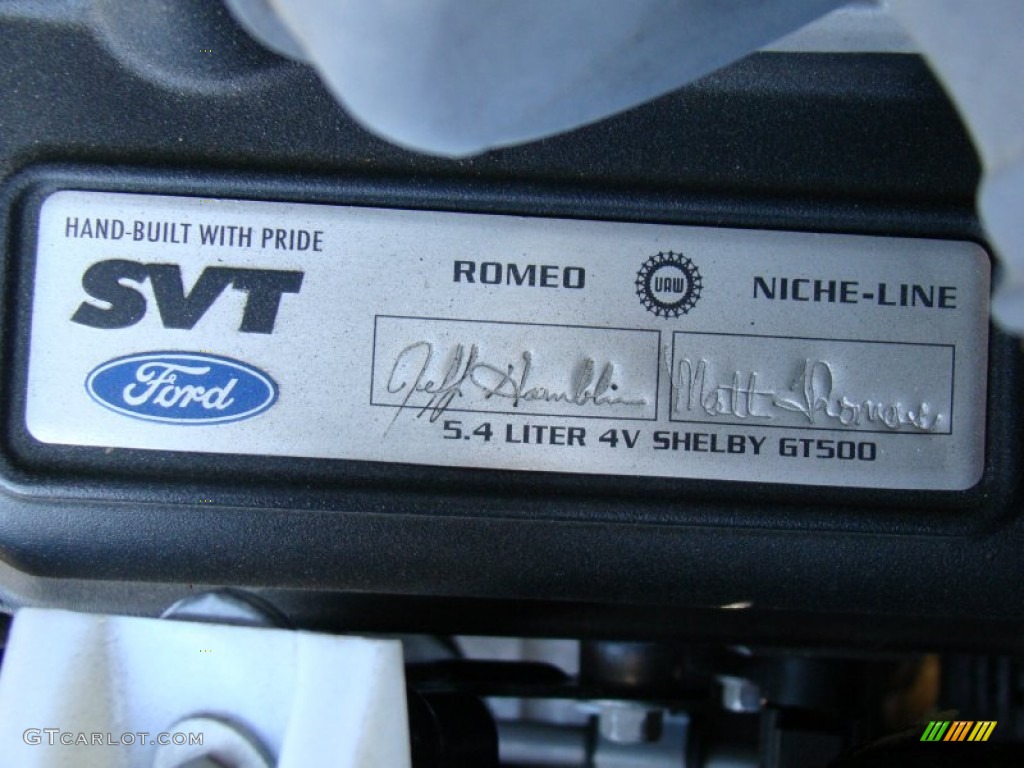 HAND-BUILT WITH PRIDE
SVT
Ford
ROMEO
UAW
NICHE-LINE
Jeff Hamblin
Matt
5.4 LITER 4V SHELBY GT500
GTCARLOT.COM